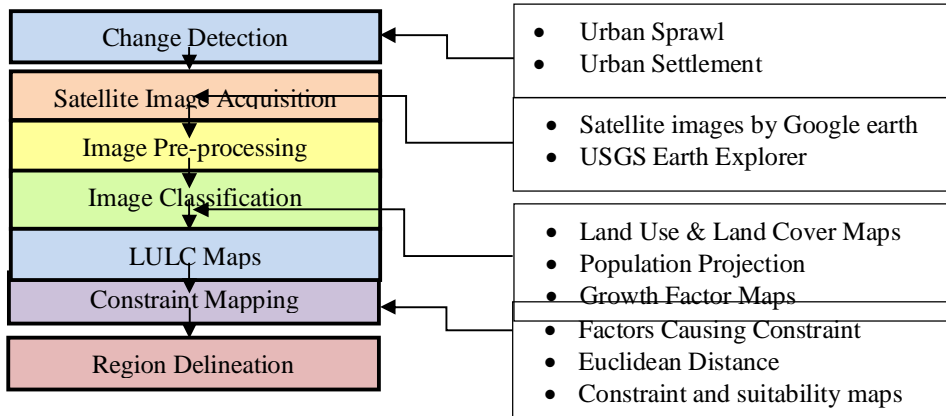 Change Detection
Satellite Image Acquisition
Image Pre-processing
Image Classification
LULC Maps
Constraint Mapping
Region Delineation
• Urban Sprawl
• Urban Settlement
• Satellite images by Google earth
• USGS Earth Explorer
• Land Use & Land Cover Maps
• Population Projection
• Growth Factor Maps
• Factors Causing Constraint
• Euclidean Distance
• Constraint and suitability maps